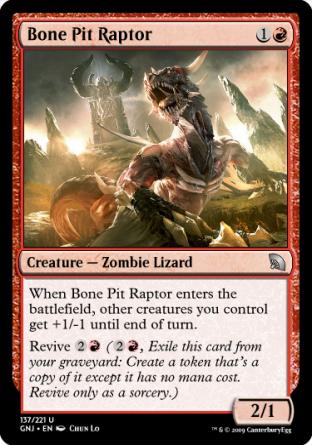 Bone Pit Raptor 1
Creature — Zombie Lizard
When Bone Pit Raptor enters the
battlefield, other creatures you control
get +1/-1 until end of turn.
Revive 2 ( 2 , Exile this card from
your graveyard: Create a token that's a
copy of it except it has no mana cost.
Revive only as a sorcery.)
2/1
137/221 U
GNJ • EN Chun Lo
™ & © 2009 CanterburyEgg